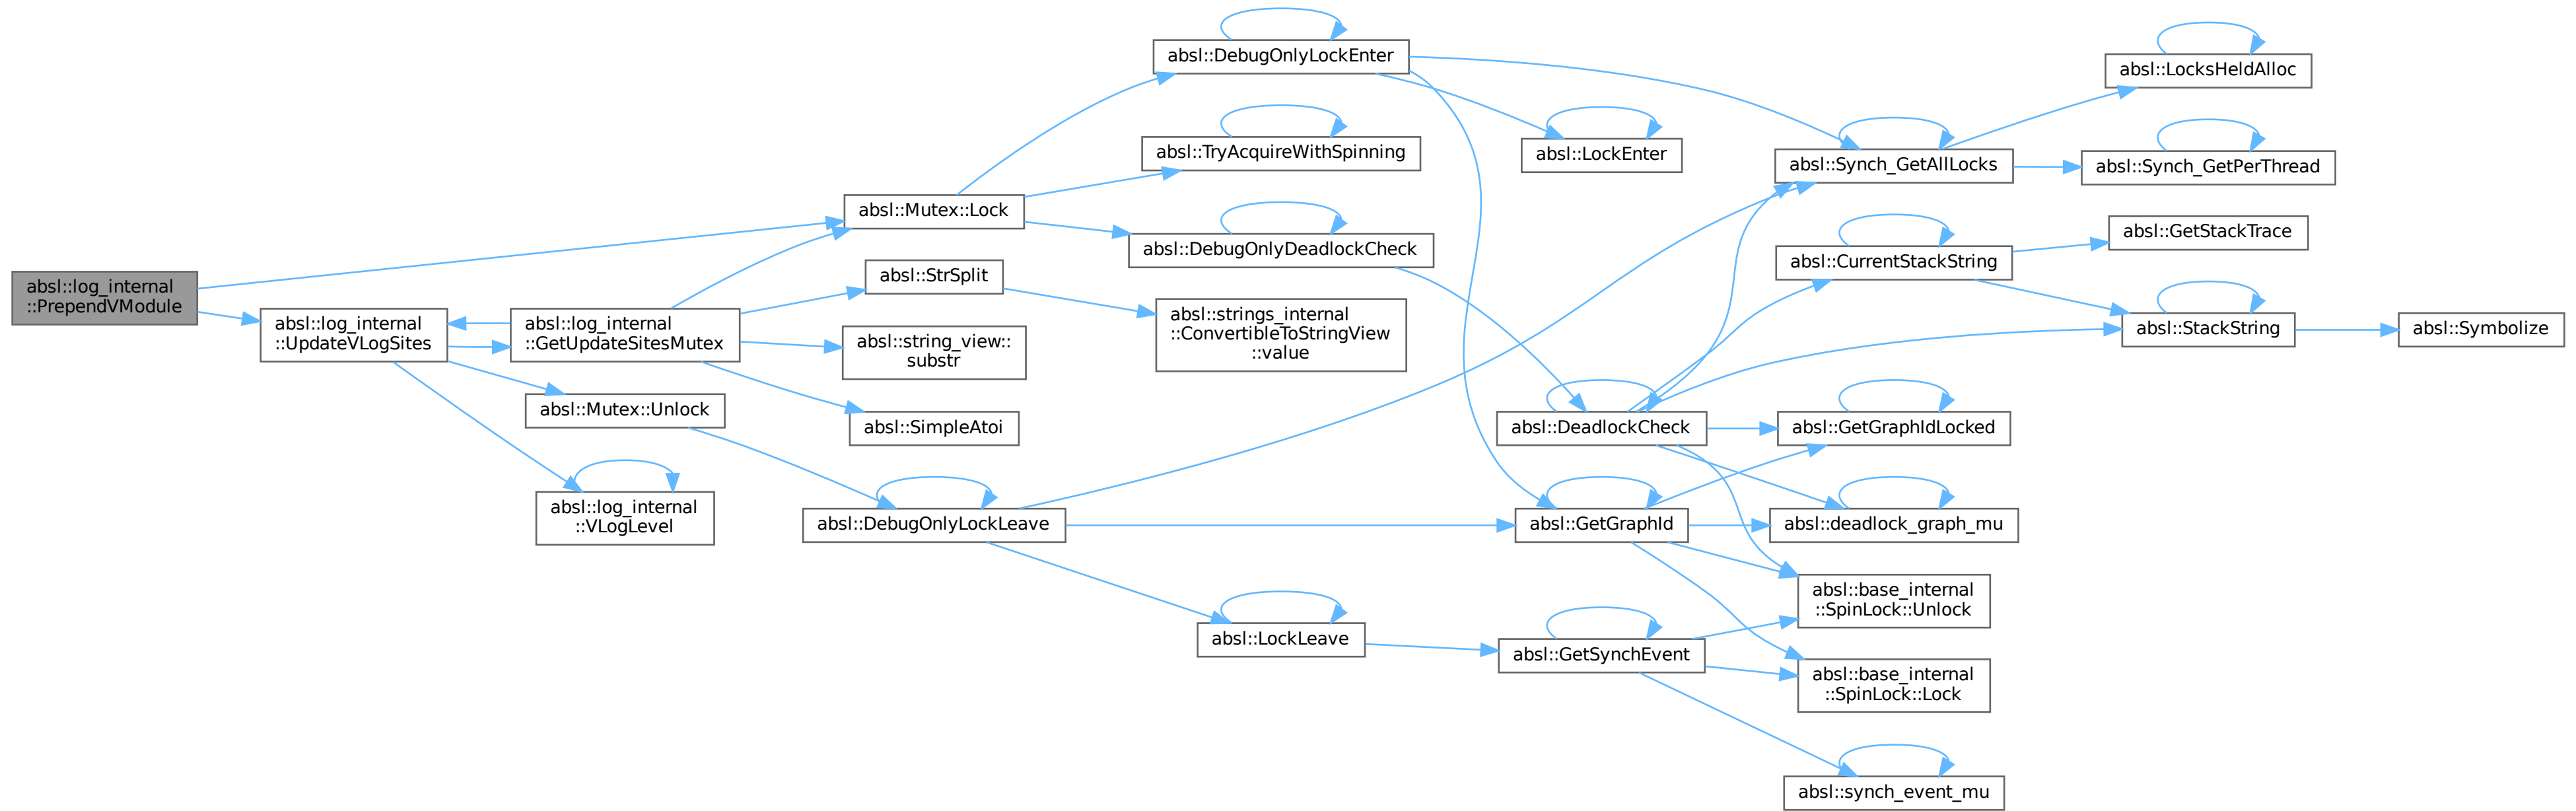 absl::log_internal
::PrependVModule
absl::log_internal
::UpdateVLogSites
absl::log_internal
::GetUpdateSitesMutex
absl::Mutex::Unlock
absl::log_internal
::VLogLevel
absl::Mutex::Lock
absl::StrSplit
absl::string_view::
substr
absl::SimpleAtoi
absl::DebugOnlyLockLeave
absl::DebugOnlyLockEnter
absl::TryAcquireWithSpinning
absl::DebugOnlyDeadlockCheck
absl::strings_internal
::ConvertibleToStringView
::value
absl::LockLeave
absl::LockEnter
absl::DeadlockCheck
absl::GetGraphId
absl::GetSynchEvent
absl::Synch_GetAllLocks
absl::CurrentStackString
absl::GetGraphIdLocked
absl::deadlock_graph_mu
absl::base_internal
::SpinLock::Unlock
absl::base_internal
::SpinLock::Lock
absl::synch_event_mu
absl::LocksHeldAlloc
absl::Synch_GetPerThread
absl::GetStackTrace
absl::StackString
absl::Symbolize